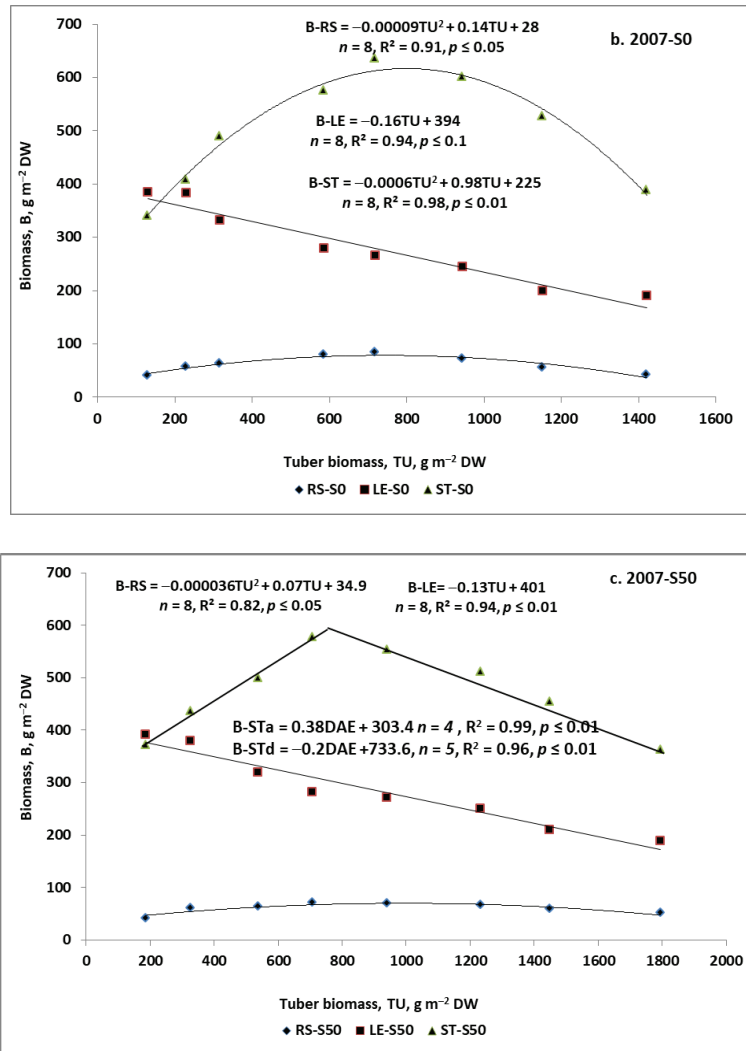 B-RS = −0.00009TU² + 0.14TU + 28
n = 8, R² = 0.91, p ≤ 0.05
b. 2007-S0
B-LE = −0.16TU + 394
n = 8, R² = 0.94, p ≤ 0.1
B-ST = −0.0006TU² + 0.98TU + 225
n = 8, R² = 0.98, p ≤ 0.01
Biomass, B, g m⁻² DW
700
600
500
400
300
200
100
0
0 200 400 600 800 1000 1200 1400 1600
Tuber biomass, TU, g m⁻² DW
RS-S0 LE-S0 ST-S0
B-RS = −0.000036TU² + 0.07TU + 34.9
n = 8, R² = 0.82, p ≤ 0.05
B-LE= −0.13TU + 401
n = 8, R² = 0.94, p ≤ 0.01
c. 2007-S50
B-STa = 0.38DAE + 303.4 n = 4 , R² = 0.99, p ≤ 0.01
B-STd = −0.2DAE +733.6, n = 5, R² = 0.96, p ≤ 0.01
Biomass, B, g m⁻² DW
700
600
500
400
300
200
100
0
0 200 400 600 800 1000 1200 1400 1600 1800 2000
Tuber biomass, TU, g m⁻² DW
RS-S50 LE-S50 ST-S50